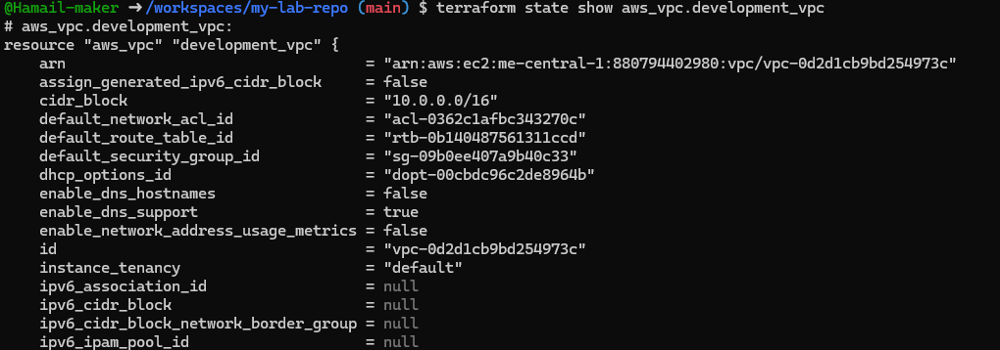 @Hamail-maker ➜ /workspaces/my-lab-repo (main) $ terraform state show aws_vpc.development_vpc
# aws_vpc.development_vpc:
resource "aws_vpc" "development_vpc" {
    arn                                  = "arn:aws:ec2:me-central-1:880794402980:vpc/vpc-0d2d1cb9bd254973c"
    assign_generated_ipv6_cidr_block     = false
    cidr_block                           = "10.0.0.0/16"
    default_network_acl_id               = "acl-0362c1afbc343270c"
    default_route_table_id               = "rtb-0b140487561311ccd"
    default_security_group_id            = "sg-09b0ee407a9b40c33"
    dhcp_options_id                      = "dopt-00cbdc96c2de8964b"
    enable_dns_hostnames                 = false
    enable_dns_support                   = true
    enable_network_address_usage_metrics = false
    id                                   = "vpc-0d2d1cb9bd254973c"
    instance_tenancy                     = "default"
    ipv6_association_id                  = null
    ipv6_cidr_block                      = null
    ipv6_cidr_block_network_border_group = null
    ipv6_ipam_pool_id                    = null